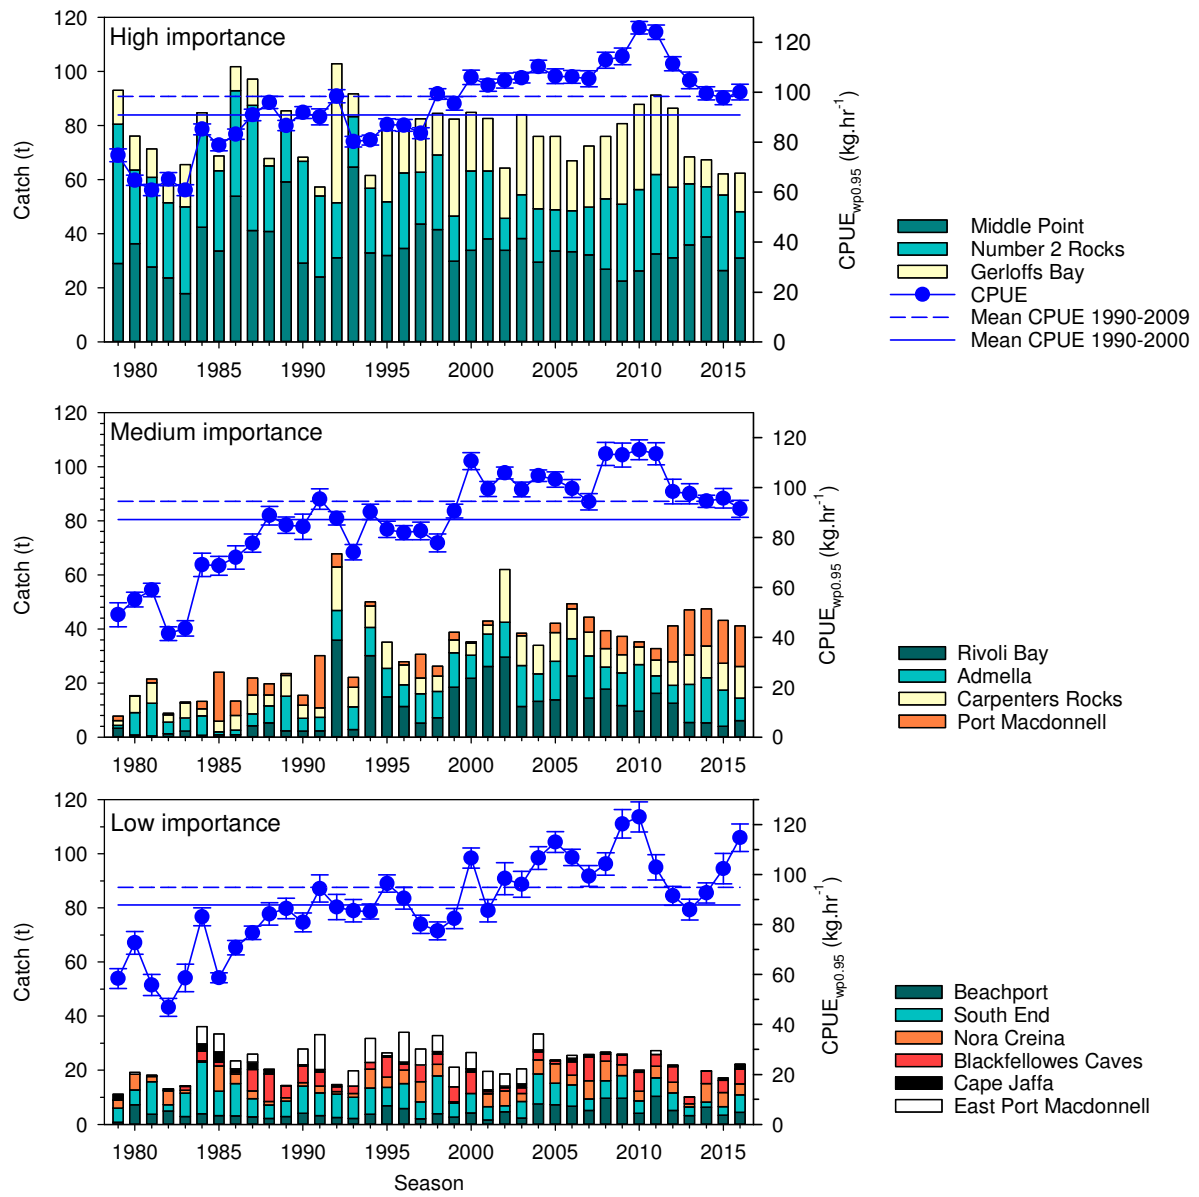 High importance
120
100
80
60
40
20
0
Catch (t)
120
100
80
60
40
20
0
CPUEwp0.95 (kg.hr-1)
1980 1985 1990 1995 2000 2005 2010 2015
Middle Point
Number 2 Rocks
Gerloffs Bay
CPUE
Mean CPUE 1990-2009
Mean CPUE 1990-2000
Medium importance
120
100
80
60
40
20
0
Catch (t)
120
100
80
60
40
20
0
CPUEwp0.95 (kg.hr-1)
1980 1985 1990 1995 2000 2005 2010 2015
Rivoli Bay
Admella
Carpenters Rocks
Port Macdonnell
Low importance
120
100
80
60
40
20
0
Catch (t)
120
100
80
60
40
20
0
CPUEwp0.95 (kg.hr-1)
1980 1985 1990 1995 2000 2005 2010 2015
Season
Beachport
South End
Nora Creina
Blackfellowes Caves
Cape Jaffa
East Port Macdonnell